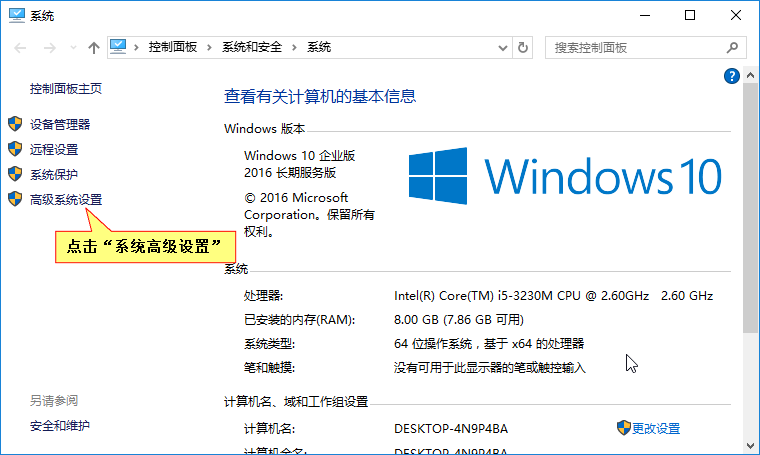 系统
控制面板 > 系统和安全 > 系统
搜索控制面板
控制面板主页
设备管理器
远程设置
系统保护
高级系统设置
点击“系统高级设置”
另请参阅
安全和维护
?
查看有关计算机的基本信息
Windows 版本
Windows 10 企业版
2016 长期服务版
© 2016 Microsoft
Corporation。保留所有
权利。
Windows 10
系统
处理器: Intel(R) Core(TM) i5-3230M CPU @ 2.60GHz 2.60 GHz
已安装的内存(RAM): 8.00 GB (7.86 GB 可用)
系统类型: 64 位操作系统，基于 x64 的处理器
笔和触摸: 没有可用于此显示器的笔或触控输入
计算机名、域和工作组设置
计算机名: DESKTOP-4N9P4BA 更改设置
计算机全名: DESKTOP-4N9P4BA